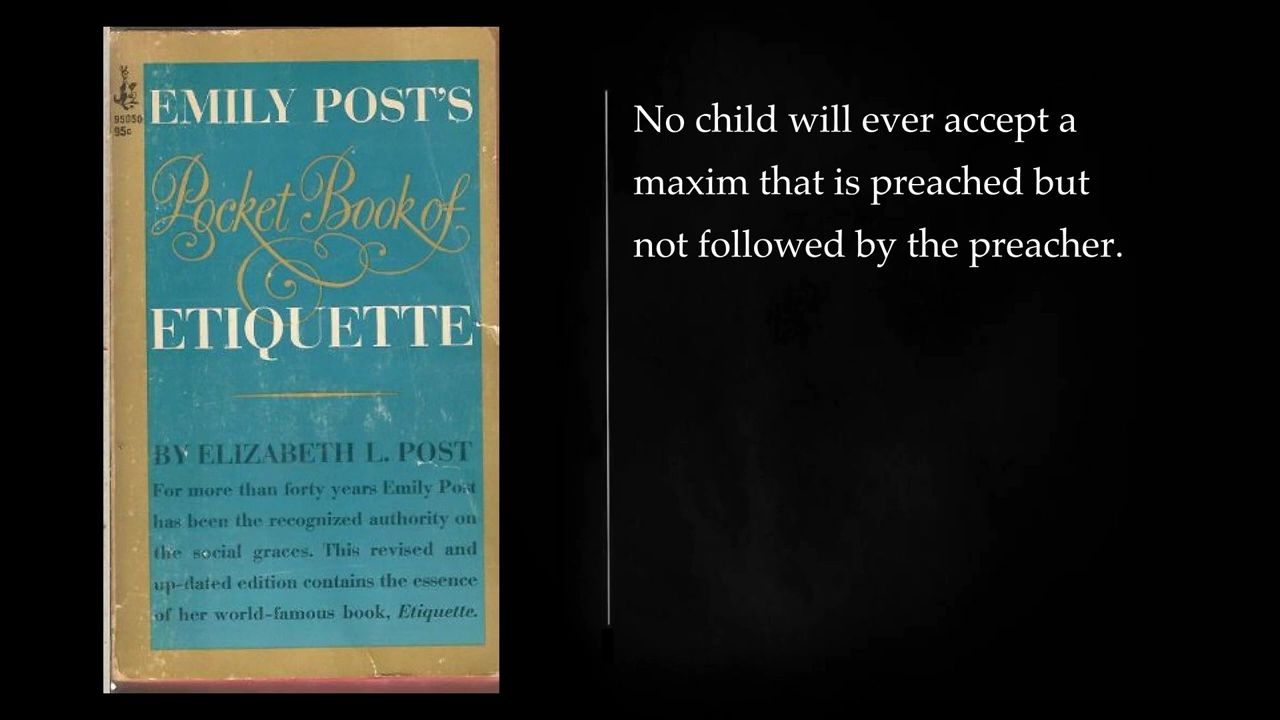 95050
95c
EMILY POST'S
Pocket Book of
ETIQUETTE
BY ELIZABETH L. POST
For more than forty years Emily Post
has been the recognized authority on
the social graces. This revised and
up-dated edition contains the essence
of her world-famous book, Etiquette.
No child will ever accept a
maxim that is preached but
not followed by the preacher.